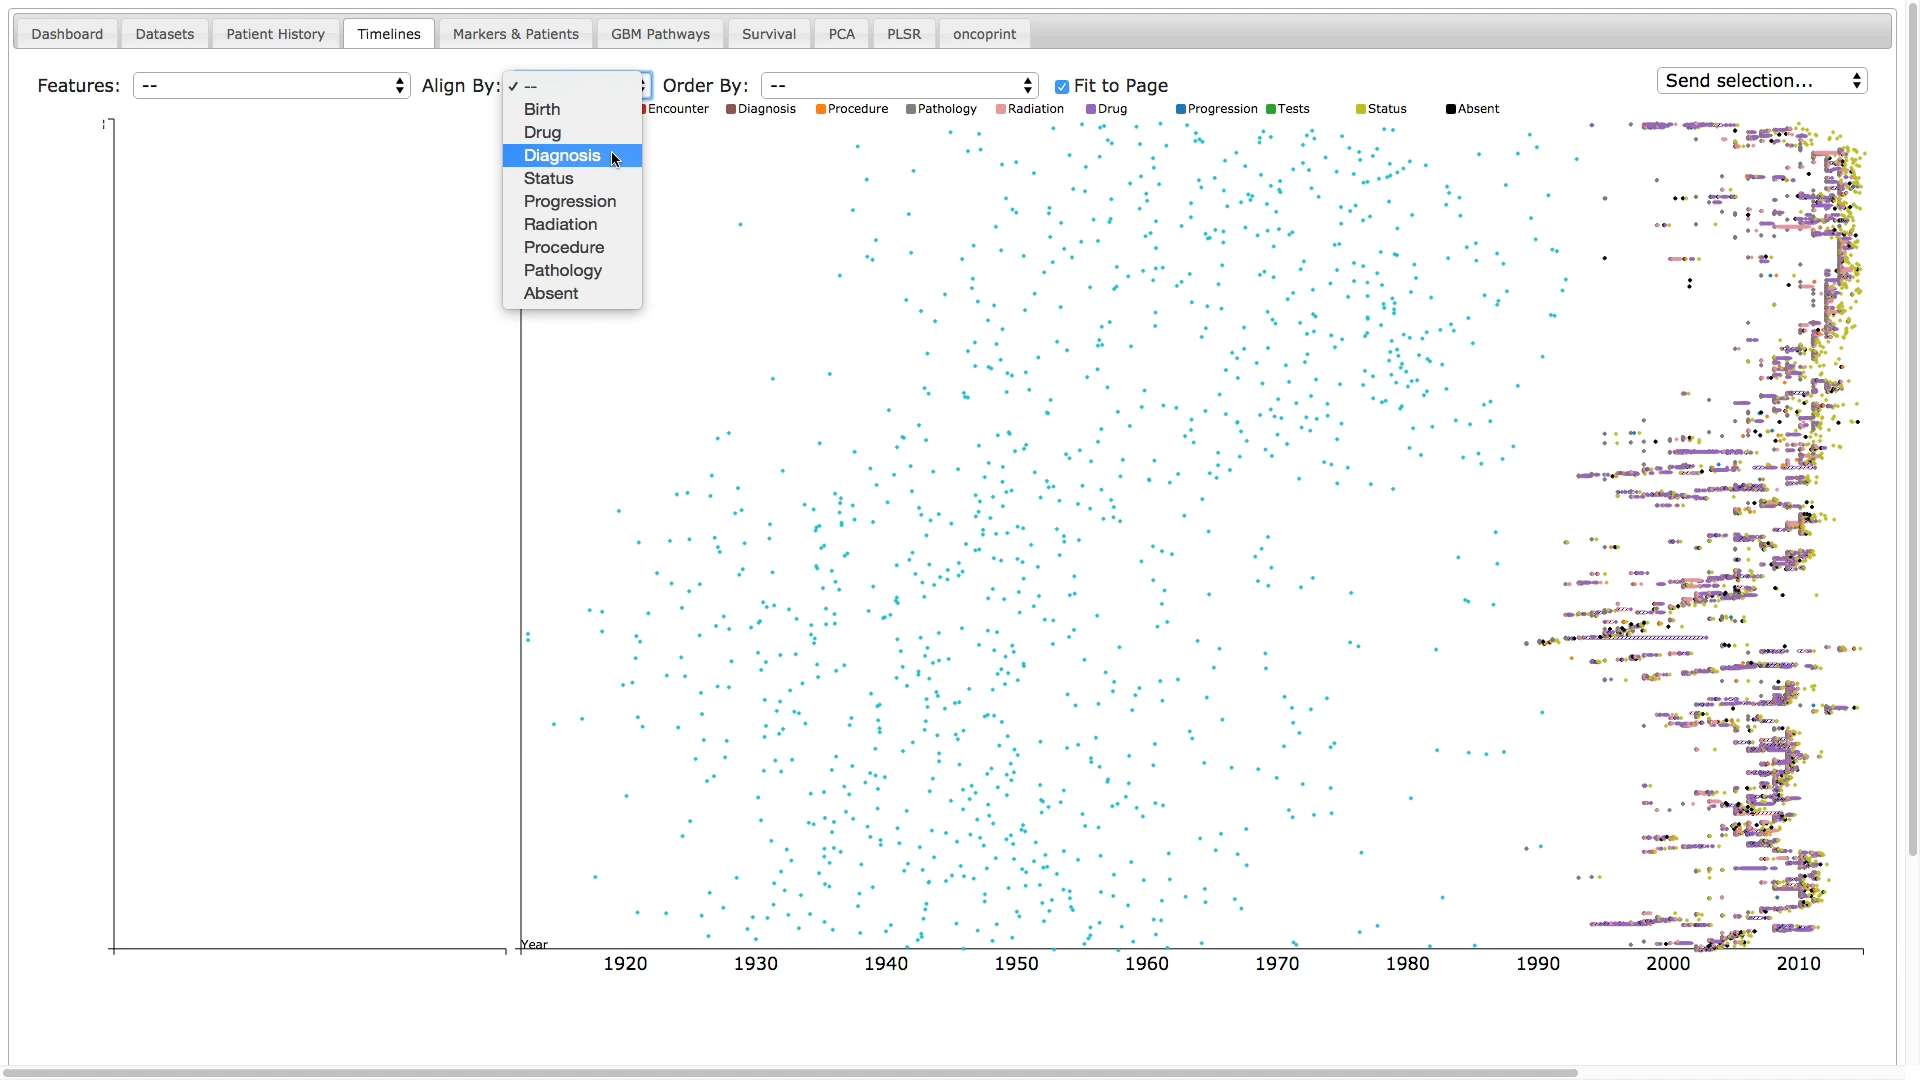 Dashboard Datasets Patient History Timelines Markers & Patients GBM Pathways Survival PCA PLSR oncoprint
Features: -- Align By: ✓ -- Order By: -- Fit to Page Send selection...
Birth
Drug
Diagnosis
Status
Progression
Radiation
Procedure
Pathology
Absent
Encounter Diagnosis Procedure Pathology Radiation Drug Progression Tests Status Absent
Year
1920 1930 1940 1950 1960 1970 1980 1990 2000 2010